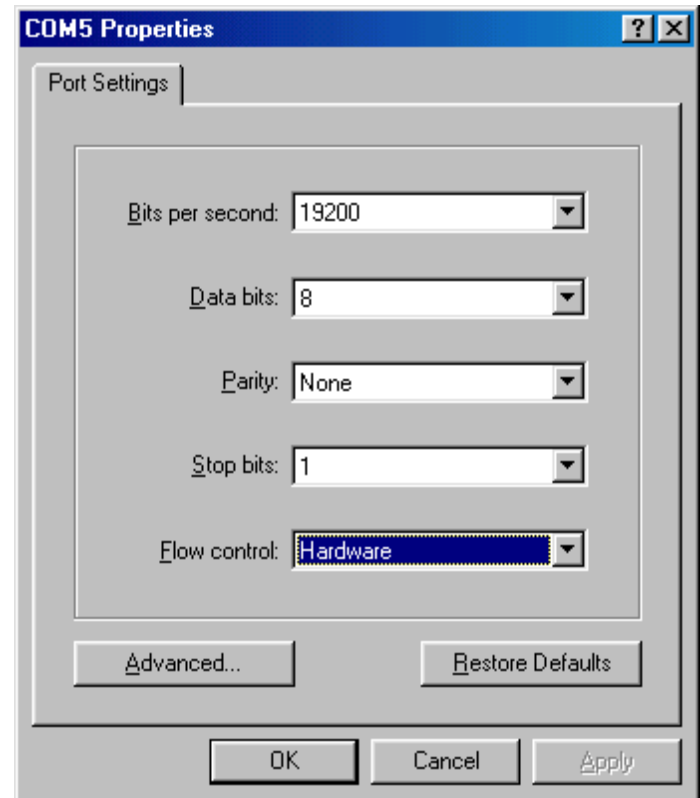 COM5 Properties
Port Settings
Bits per second: 19200
Data bits: 8
Parity: None
Stop bits: 1
Flow control: Hardware
Advanced... Restore Defaults
OK Cancel Apply